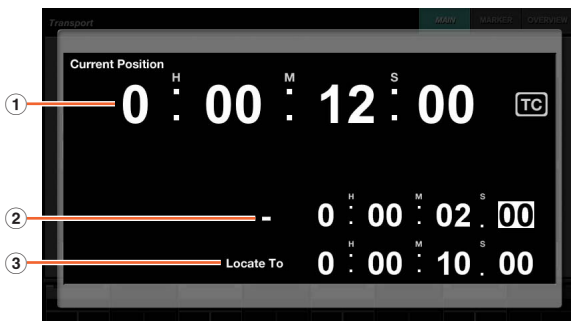 Transport MAIN MARKER OVERVIEW
Current Position
H M S
1 0 : 00 : 12 : 00 TC
H M S
2 - 0 : 00 : 02 . 00
H M S
3 Locate To 0 : 00 : 10 . 00